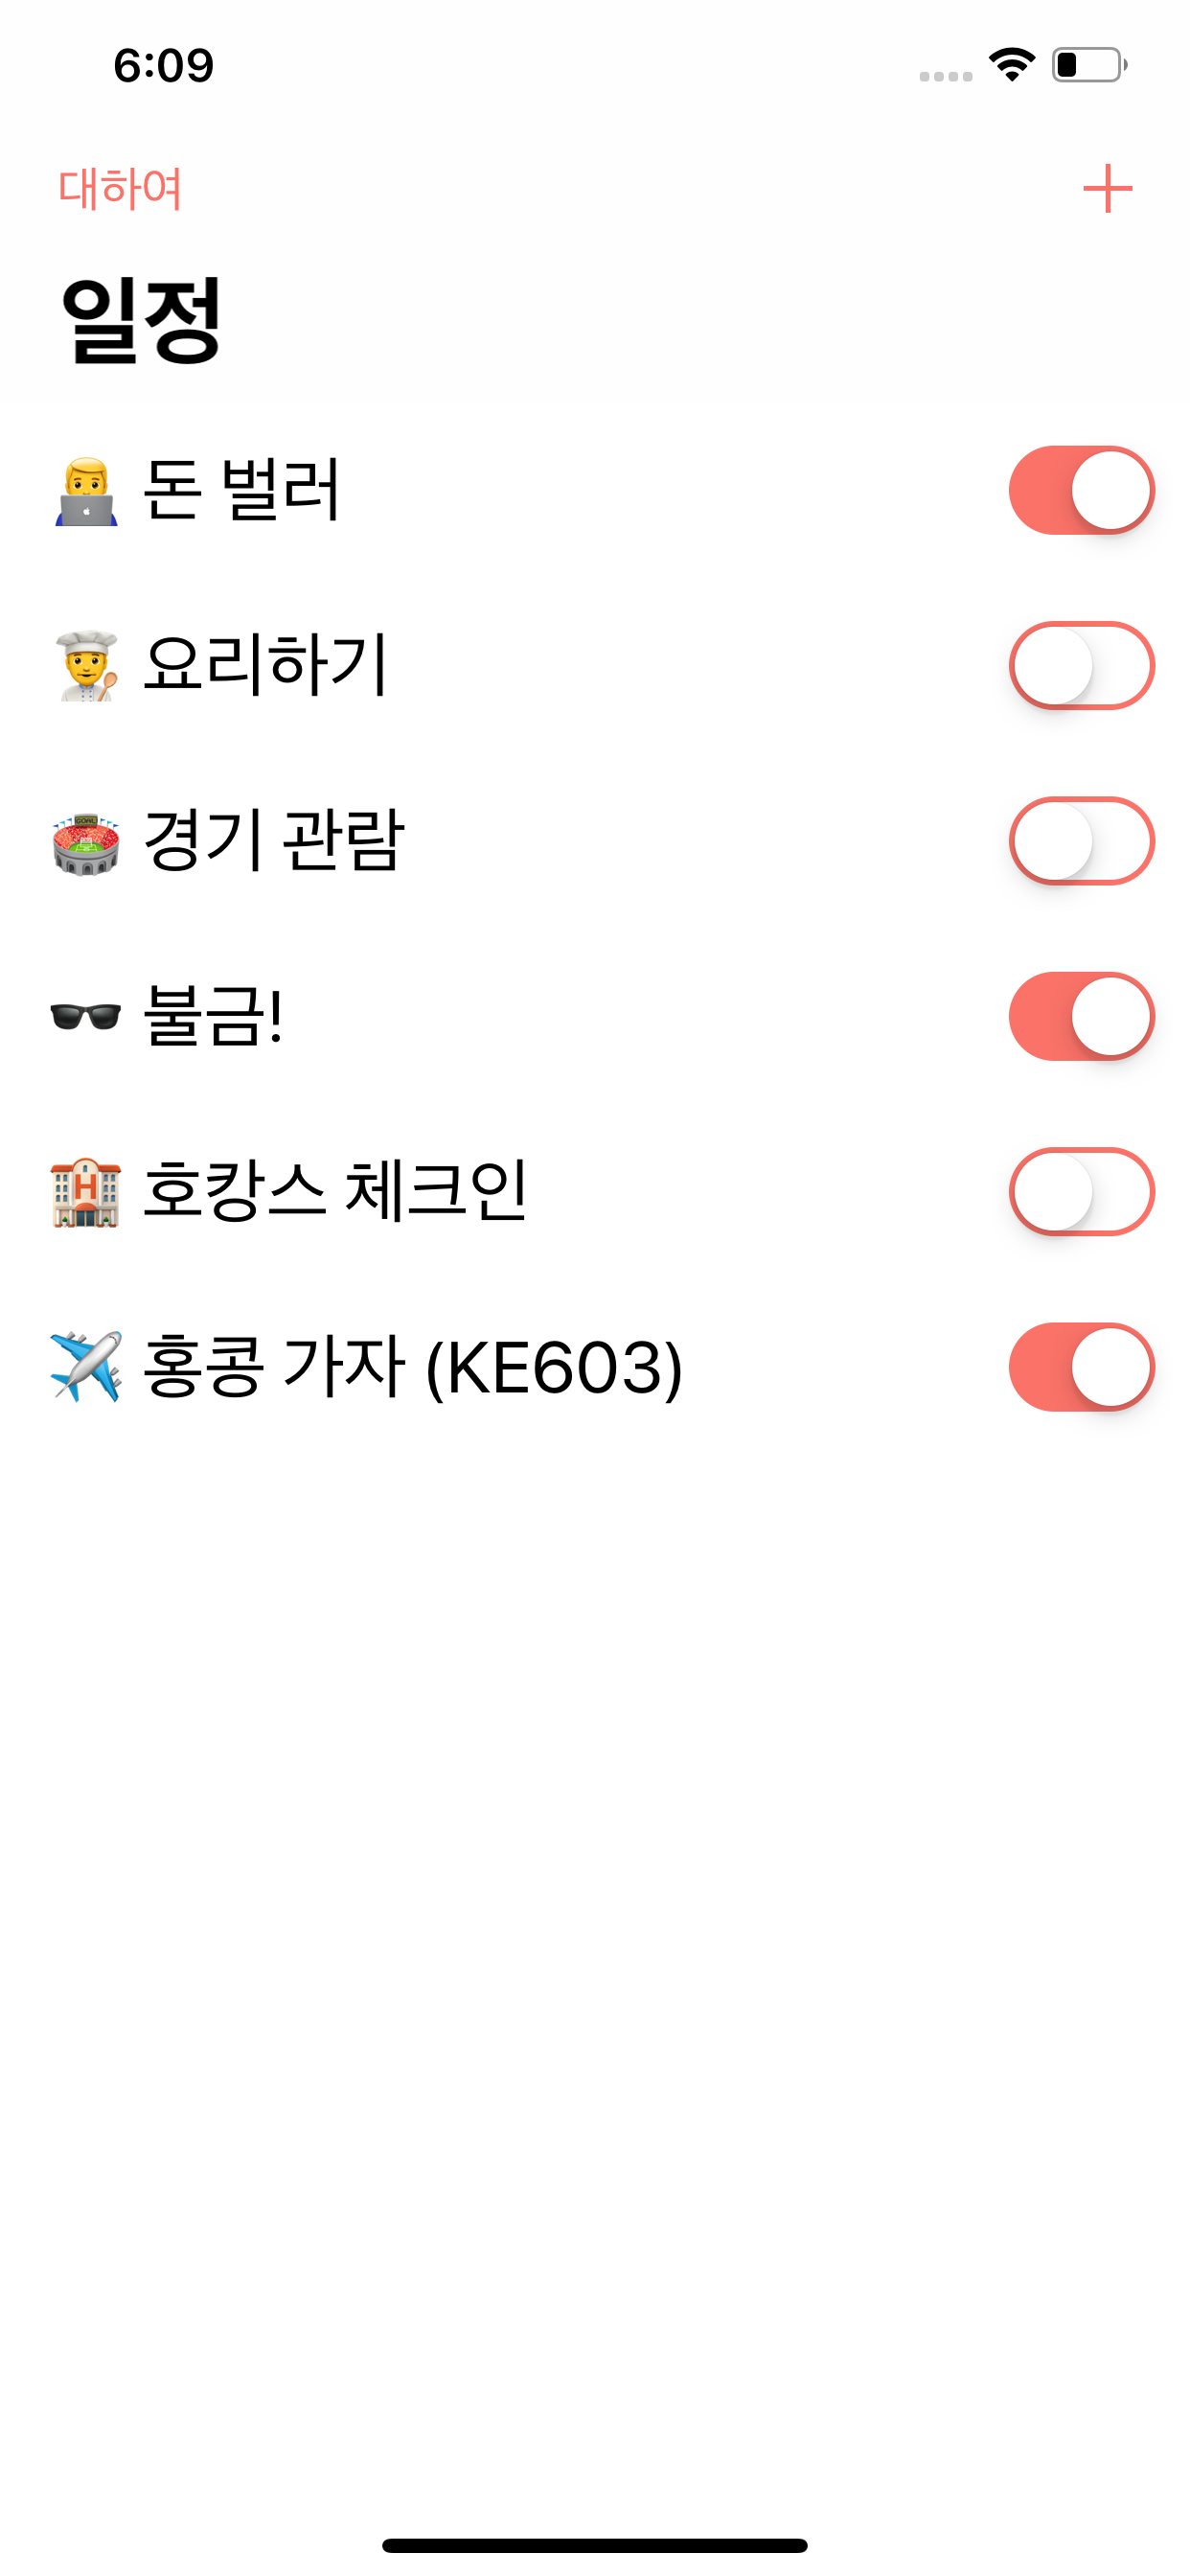 6:09
대하여
일정
👨‍💻 돈 벌러
👨‍🍳 요리하기
🏟 경기 관람
🕶 불금!
🏨 호캉스 체크인
✈️ 홍콩 가자 (KE603)